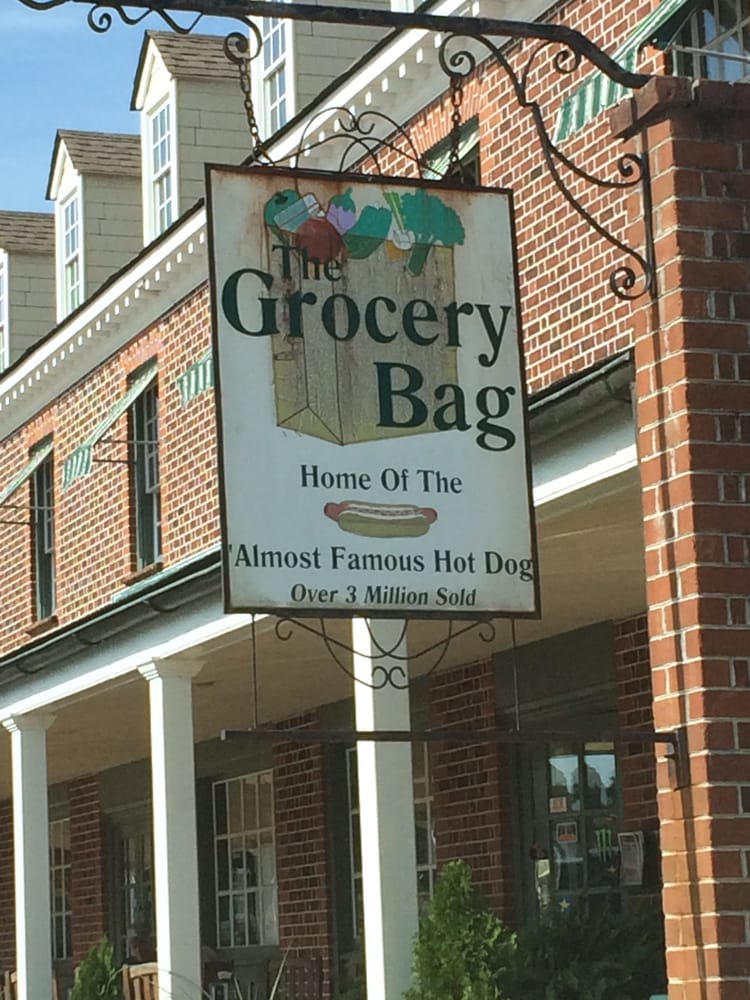 The
Grocery
Bag
Home Of The
'Almost Famous Hot Dog
Over 3 Million Sold